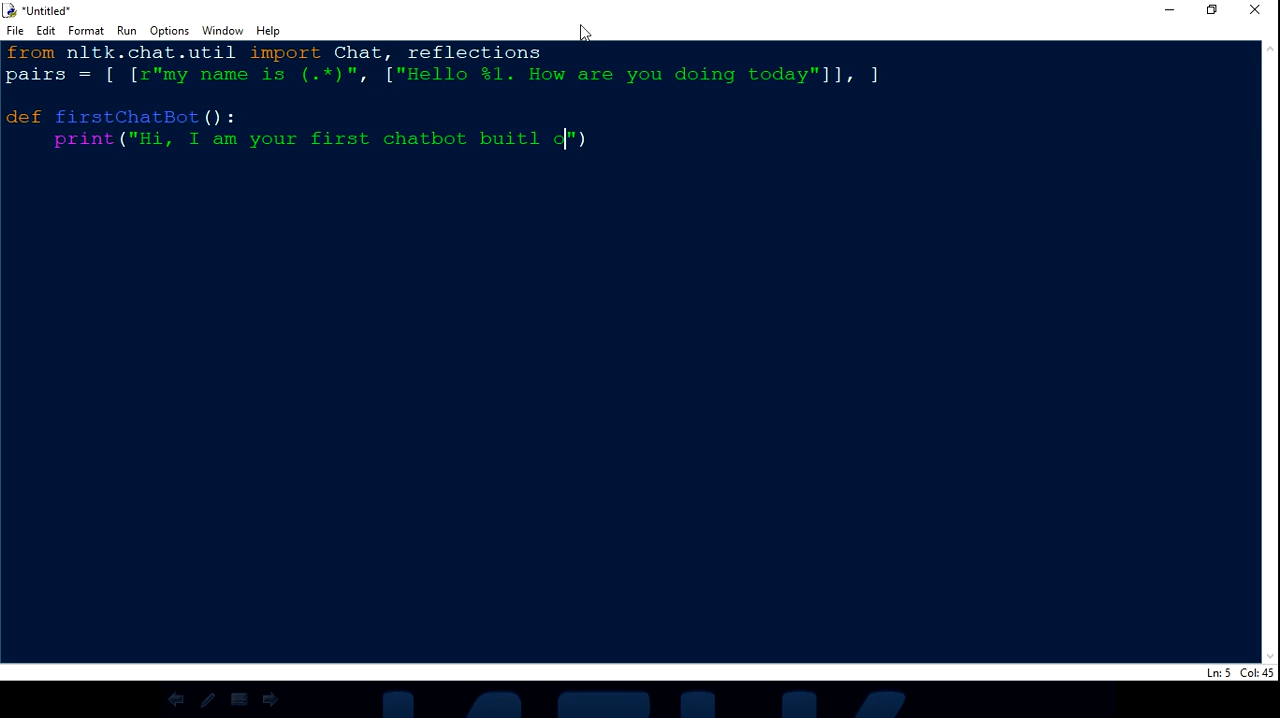 *Untitled*
File Edit Format Run Options Window Help
from nltk.chat.util import Chat, reflections
pairs = [ [r"my name is (.*)", ["Hello %1. How are you doing today"]], ]
def firstChatBot():
    print("Hi, I am your first chatbot buitl o")
Ln: 5 Col: 45